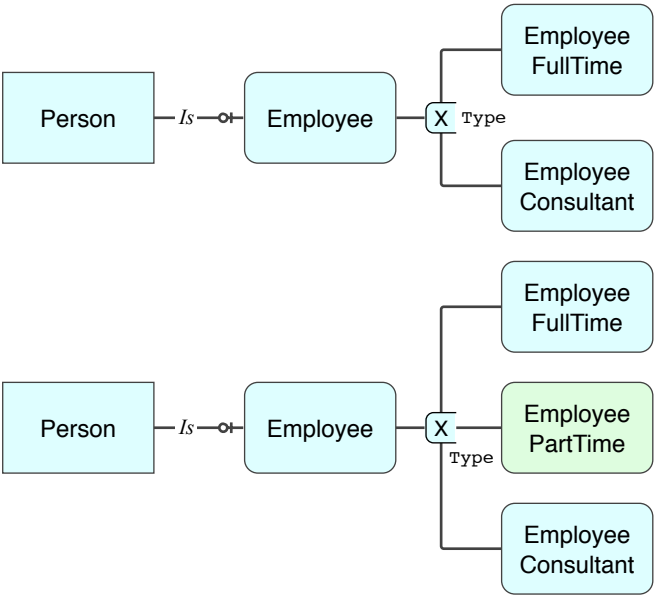 Employee
FullTime
Person
Is
Employee
X
Type
Employee
Consultant
Employee
FullTime
Person
Is
Employee
X
Type
Employee
PartTime
Employee
Consultant